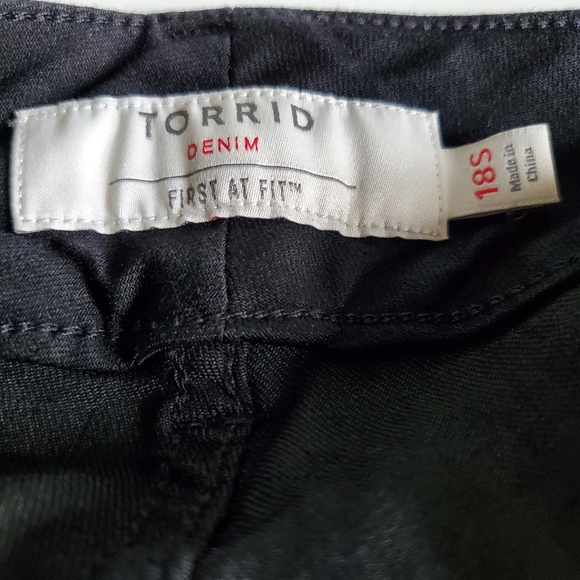 TORRID
DENIM
FIRST AT FIT™
18S
Made in
China